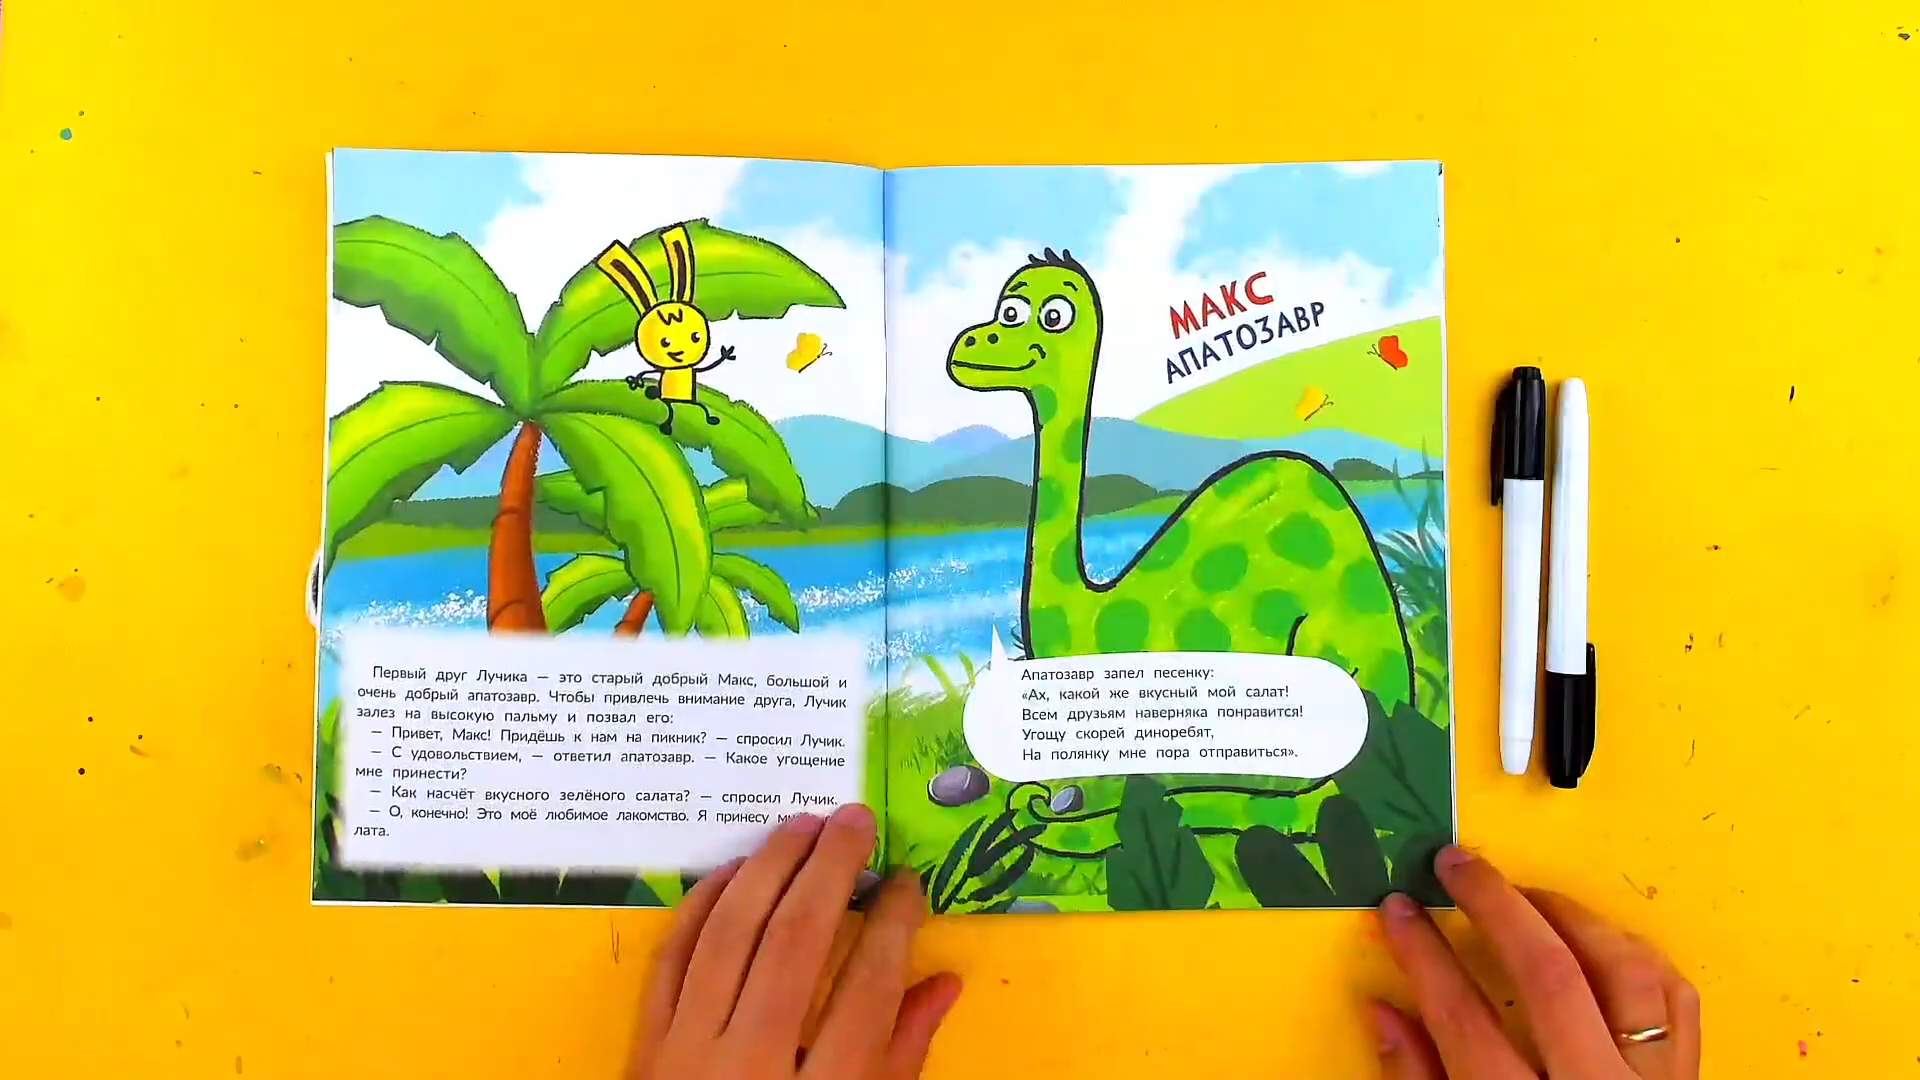 Первый друг Лучика — это старый добрый Макс, большой и
очень добрый апатозавр. Чтобы привлечь внимание друга, Лучик
залез на высокую пальму и позвал его:
— Привет, Макс! Придёшь к нам на пикник? — спросил Лучик.
— С удовольствием, — ответил апатозавр. — Какое угощение
мне принести?
— Как насчёт вкусного зелёного салата? — спросил Лучик.
— О, конечно! Это моё любимое лакомство. Я принесу
лата.
МАКС
АПАТОЗАВР
Апатозавр запел песенку:
«Ах, какой же вкусный мой салат!
Всем друзьям наверняка понравится!
Угощу скорей диноребят,
На полянку мне пора отправиться».